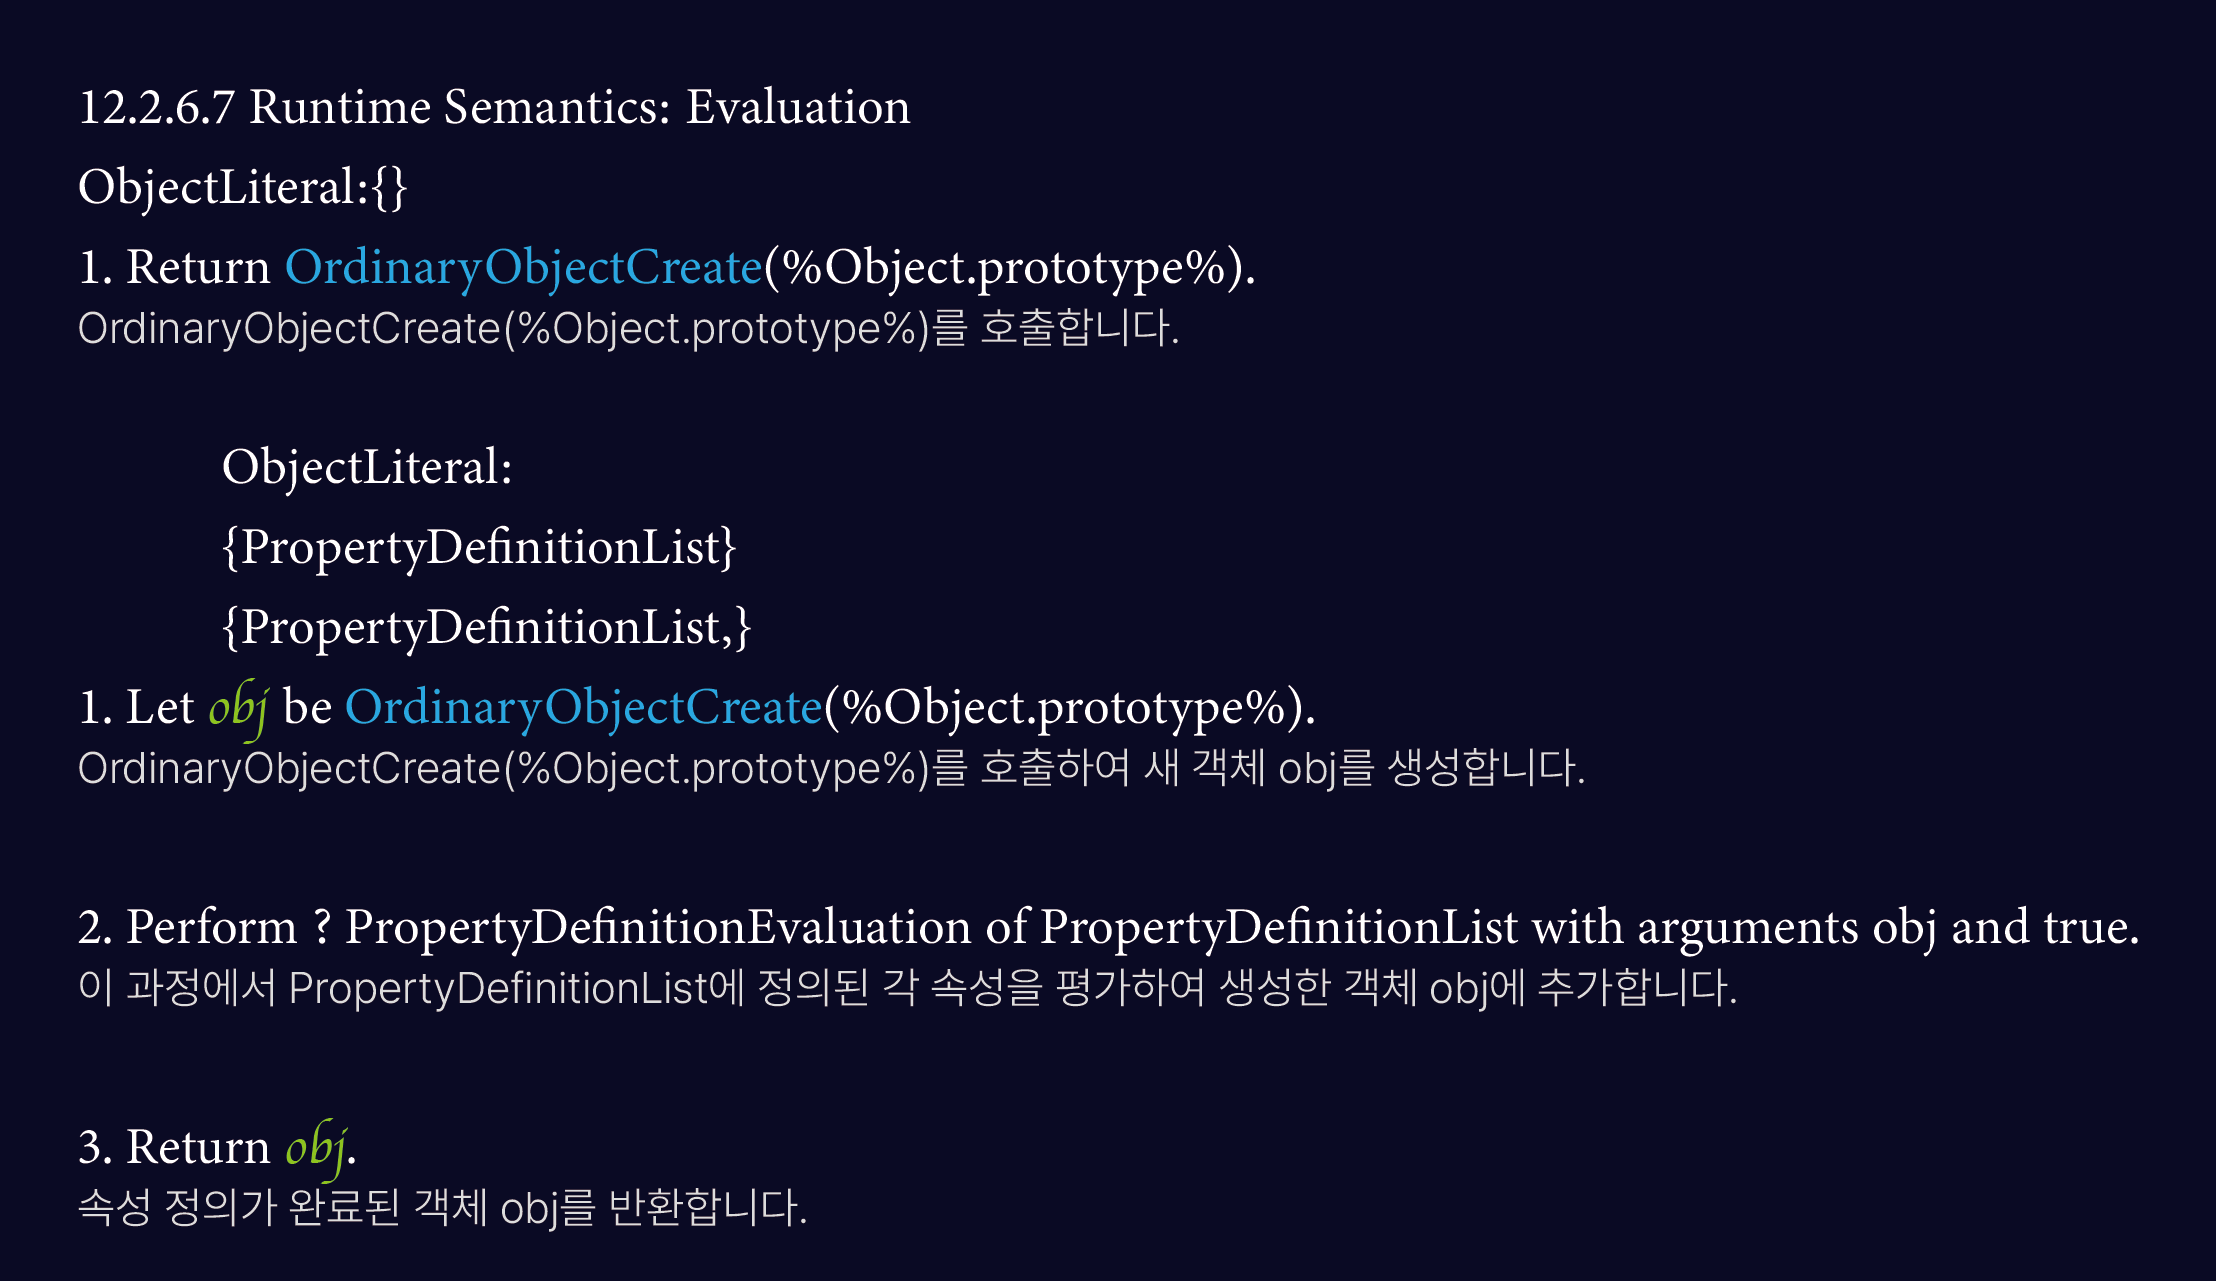 12.2.6.7 Runtime Semantics: Evaluation
ObjectLiteral:{}
1. Return OrdinaryObjectCreate(%Object.prototype%).
OrdinaryObjectCreate(%Object.prototype%)를 호출합니다.
ObjectLiteral:
{PropertyDefinitionList}
{PropertyDefinitionList,}
1. Let obj be OrdinaryObjectCreate(%Object.prototype%).
OrdinaryObjectCreate(%Object.prototype%)를 호출하여 새 객체 obj를 생성합니다.
2. Perform ? PropertyDefinitionEvaluation of PropertyDefinitionList with arguments obj and true.
이 과정에서 PropertyDefinitionList에 정의된 각 속성을 평가하여 생성한 객체 obj에 추가합니다.
3. Return obj.
속성 정의가 완료된 객체 obj를 반환합니다.